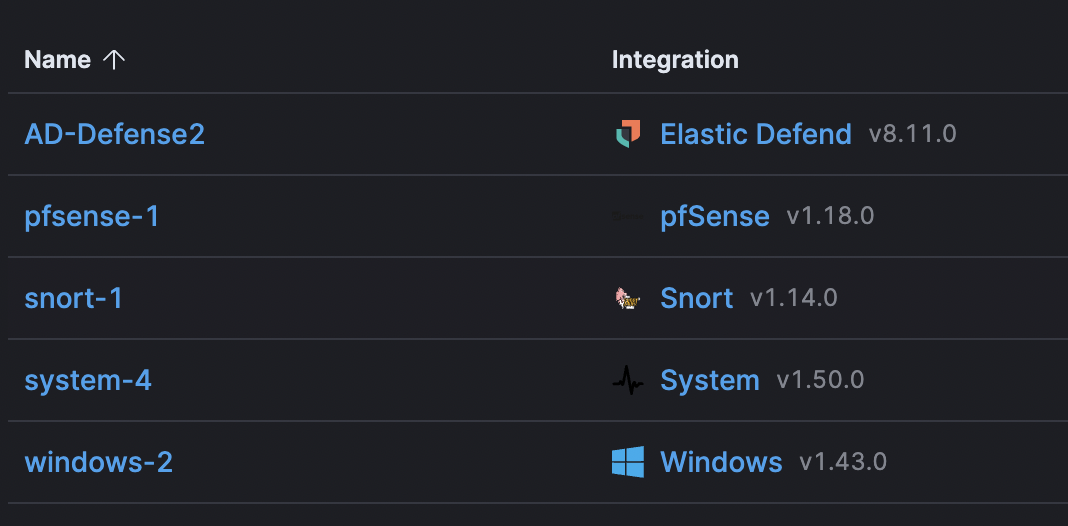 Name ↑ Integration
AD-Defense2 Elastic Defend v8.11.0
pfsense-1 pfSense v1.18.0
snort-1 Snort v1.14.0
system-4 System v1.50.0
windows-2 Windows v1.43.0